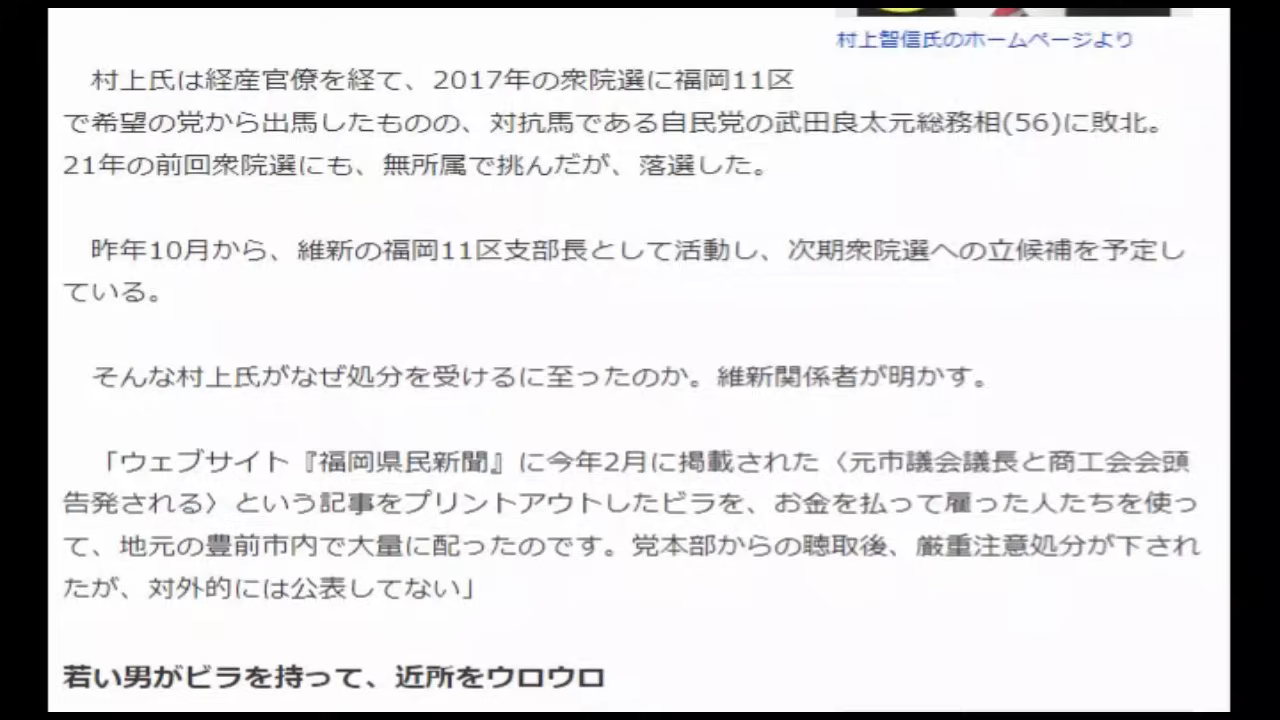 村上智信氏のホームページより
村上氏は経産官僚を経て、2017年の衆院選に福岡11区
で希望の党から出馬したものの、対抗馬である自民党の武田良太元総務相(56)に敗北。
21年の前回衆院選にも、無所属で挑んだが、落選した。
昨年10月から、維新の福岡11区支部長として活動し、次期衆院選への立候補を予定し
ている。
そんな村上氏がなぜ処分を受けるに至ったのか。維新関係者が明かす。
「ウェブサイト『福岡県民新聞』に今年2月に掲載された〈元市議会議長と商工会会頭
告発される〉という記事をプリントアウトしたビラを、お金を払って雇った人たちを使っ
て、地元の豊前市内で大量に配ったのです。党本部からの聴取後、厳重注意処分が下され
たが、対外的には公表してない」
若い男がビラを持って、近所をウロウロ